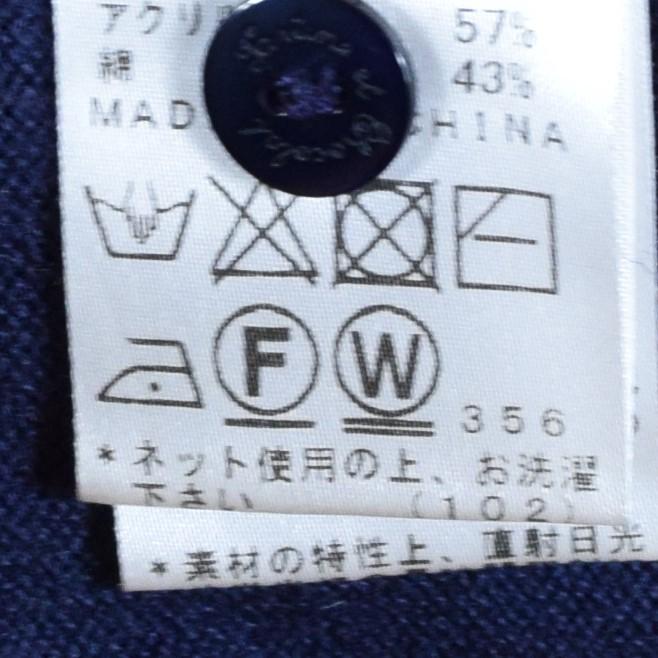 アクリ 57%
綿 43%
MAD CHINA
F W 356
*ネット使用の上、お洗濯
下さい (102)
*素材の特性上、直射日光